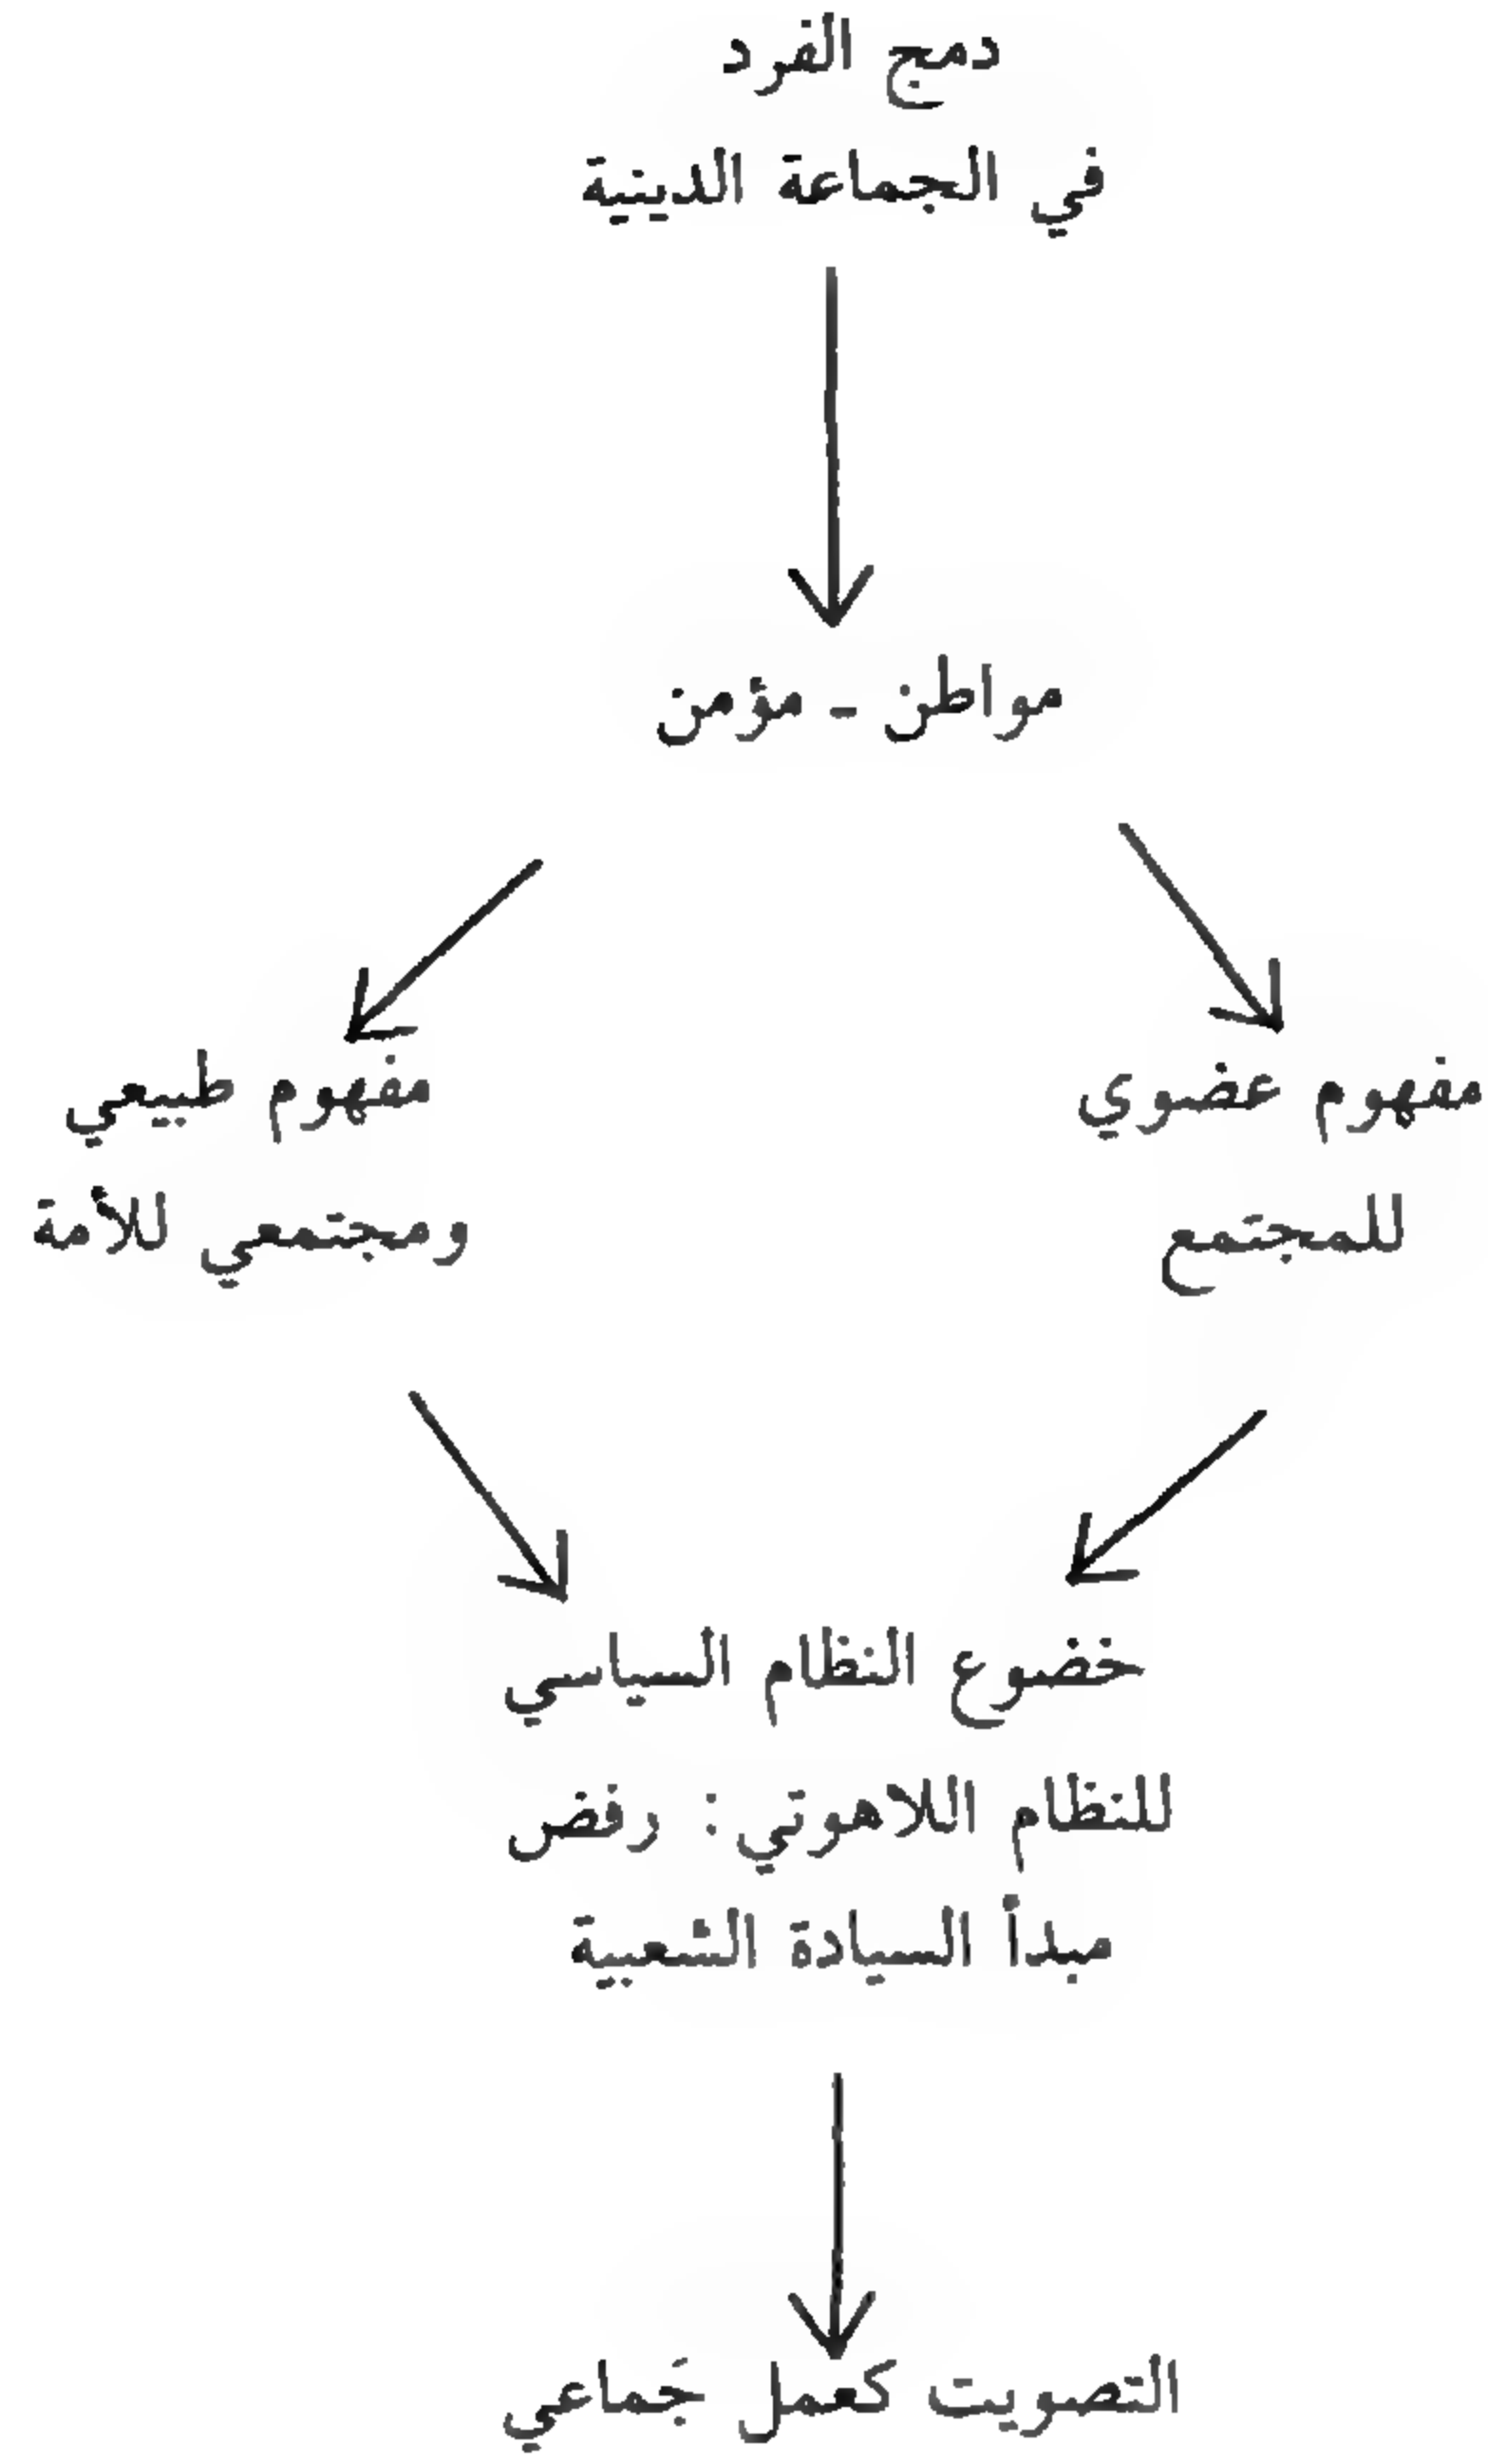 دمج الفرد
في الجماعة الدينية
مواطن - مؤمن
مفهوم عضوي
للمجتمع
مفهوم طبيعي
ومجتمعي للأمة
خضوع النظام السياسي
للنظام اللاهوتي: رفض
مبدأ السيادة الشعبية
التصويت كعمل جَماعي